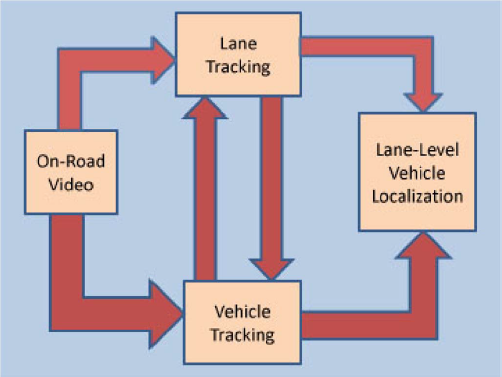 Lane
Tracking
On-Road
Video
Lane-Level
Vehicle
Localization
Vehicle
Tracking